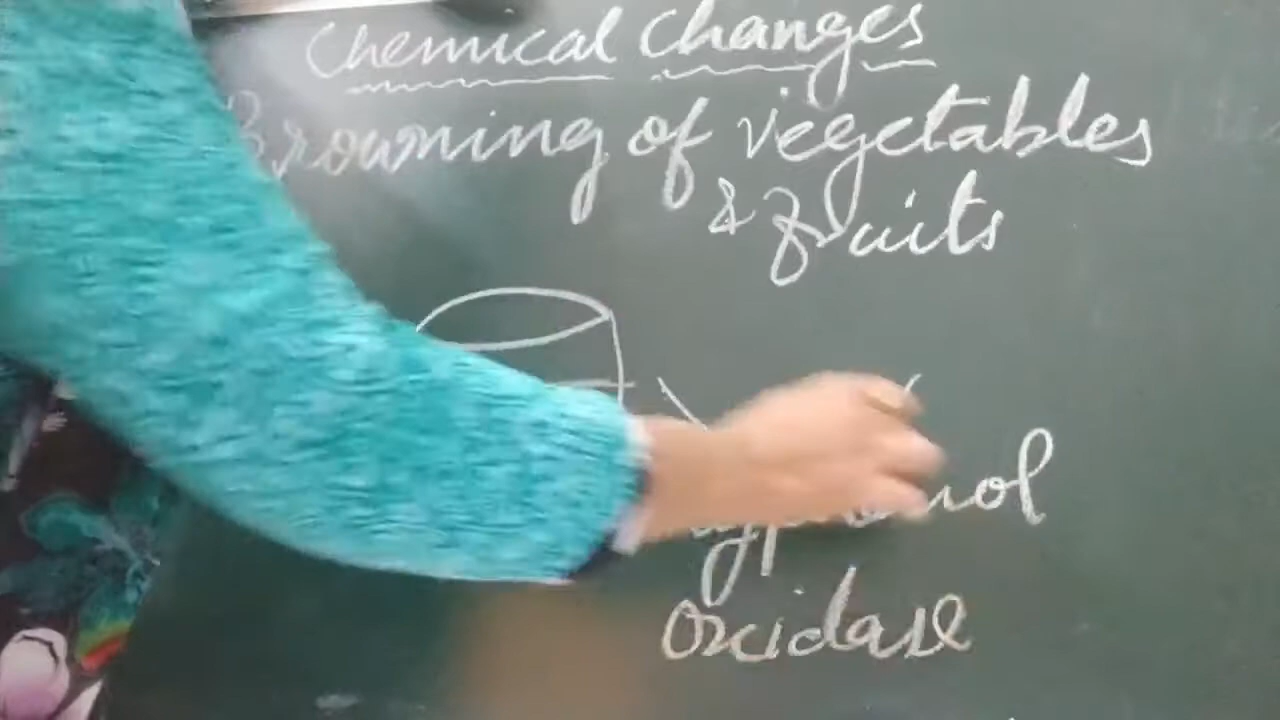 Chemical Changes
Browning of vegetables
& fruits
Oxidase